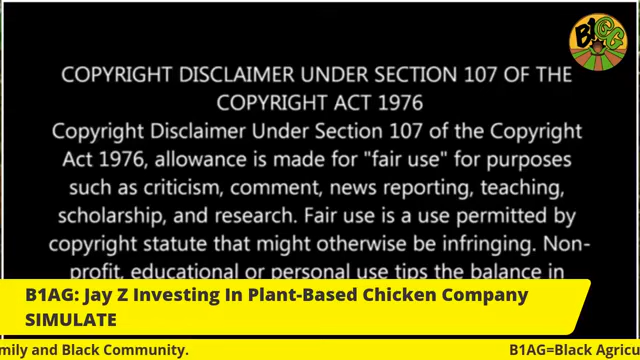 B1AG
COPYRIGHT DISCLAIMER UNDER SECTION 107 OF THE
COPYRIGHT ACT 1976
Copyright Disclaimer Under Section 107 of the Copyright
Act 1976, allowance is made for "fair use" for purposes
such as criticism, comment, news reporting, teaching,
scholarship, and research. Fair use is a use permitted by
copyright statute that might otherwise be infringing. Non-
profit, educational or personal use tips the balance in
B1AG: Jay Z Investing In Plant-Based Chicken Company
SIMULATE
mily and Black Community. B1AG=Black Agricu